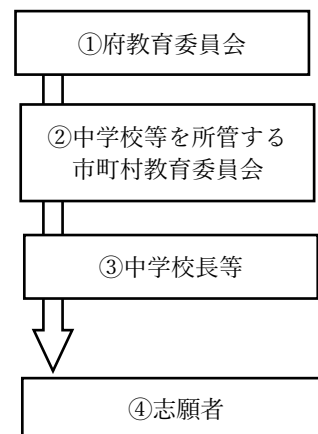 ①府教育委員会
②中学校等を所管する
市町村教育委員会
③中学校長等
④志願者